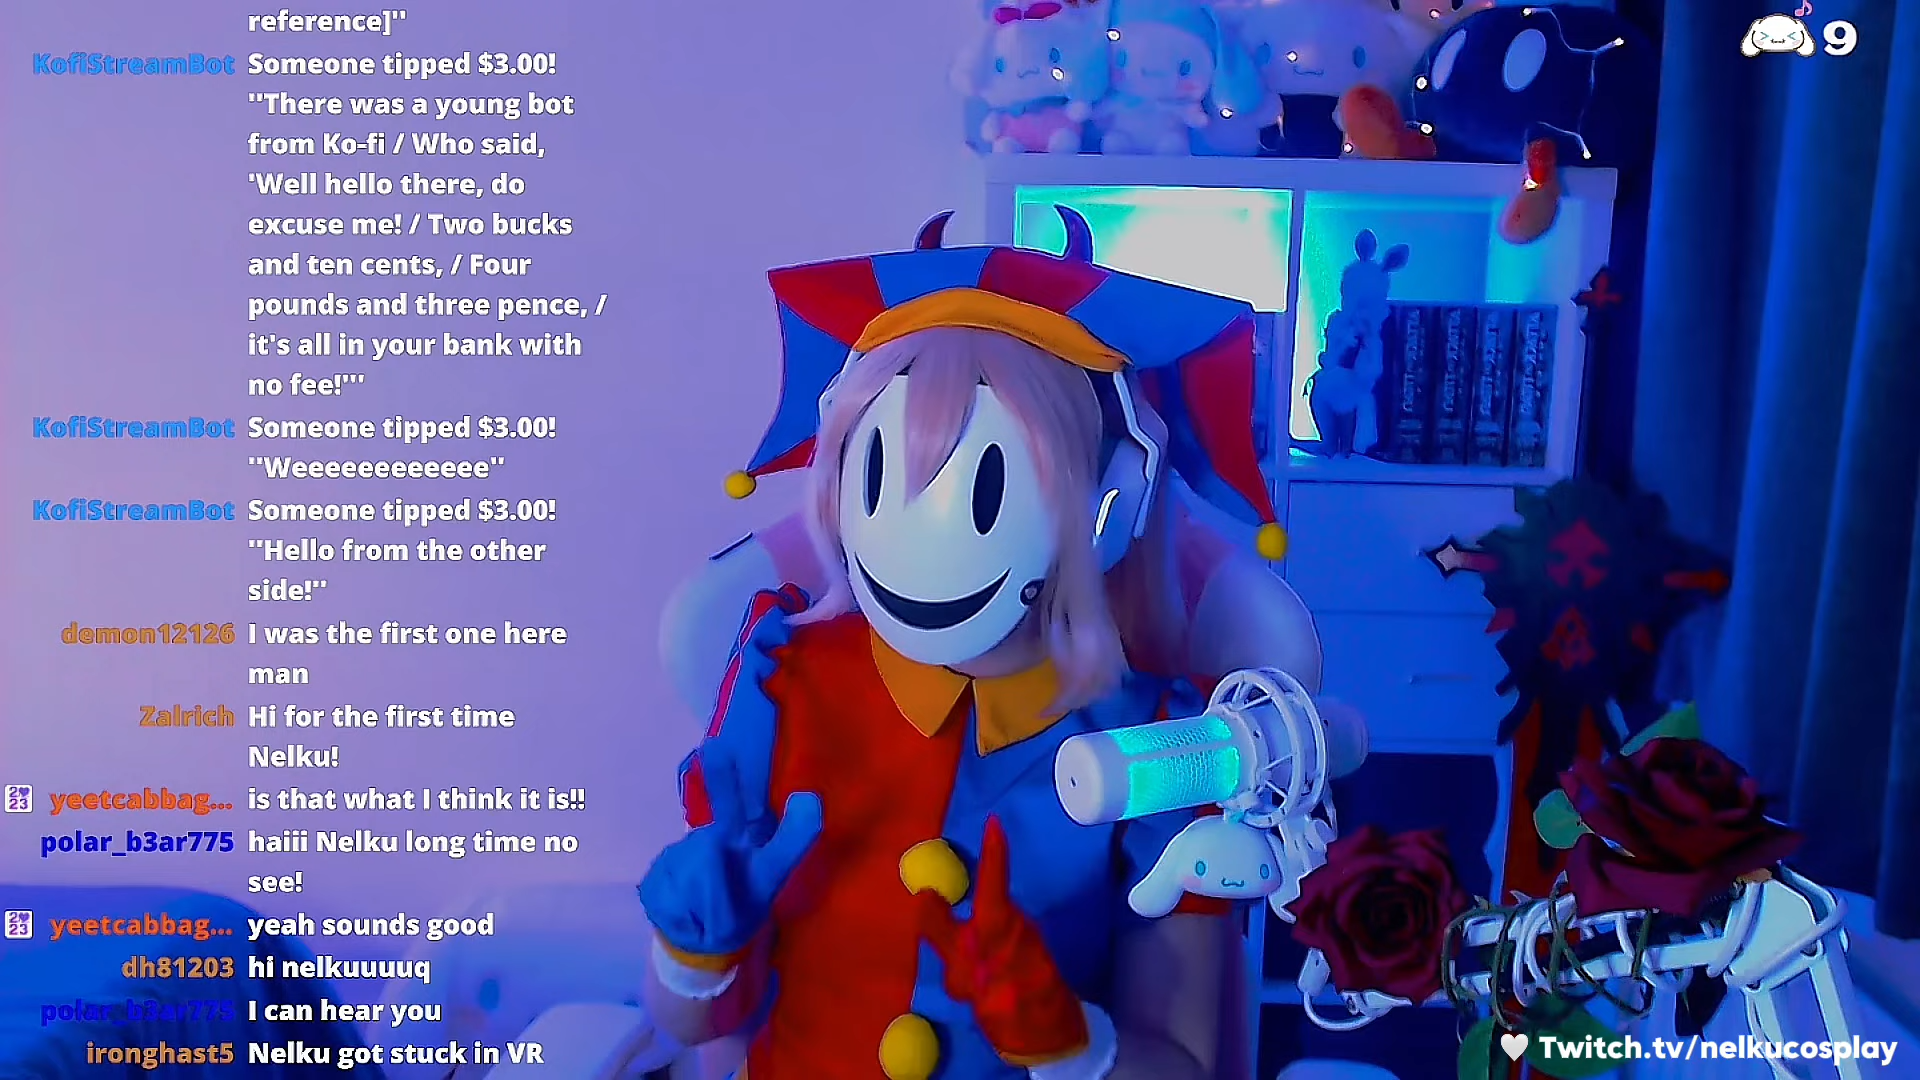 reference]"
KofiStreamBot Someone tipped $3.00!
"There was a young bot
from Ko-fi / Who said,
'Well hello there, do
excuse me! / Two bucks
and ten cents, / Four
pounds and three pence, /
it's all in your bank with
no fee!'"
KofiStreamBot Someone tipped $3.00!
"Weeeeeeeeeeee"
KofiStreamBot Someone tipped $3.00!
"Hello from the other
side!"
demon12126 I was the first one here
man
Zalrich Hi for the first time
Nelku!
yeetcabbag... is that what I think it is!!
polar_b3ar775 haiii Nelku long time no
see!
yeetcabbag... yeah sounds good
dh81203 hi nelkuuuuq
polar_b3ar775 I can hear you
ironghast5 Nelku got stuck in VR
9
Twitch.tv/nelkucosplay